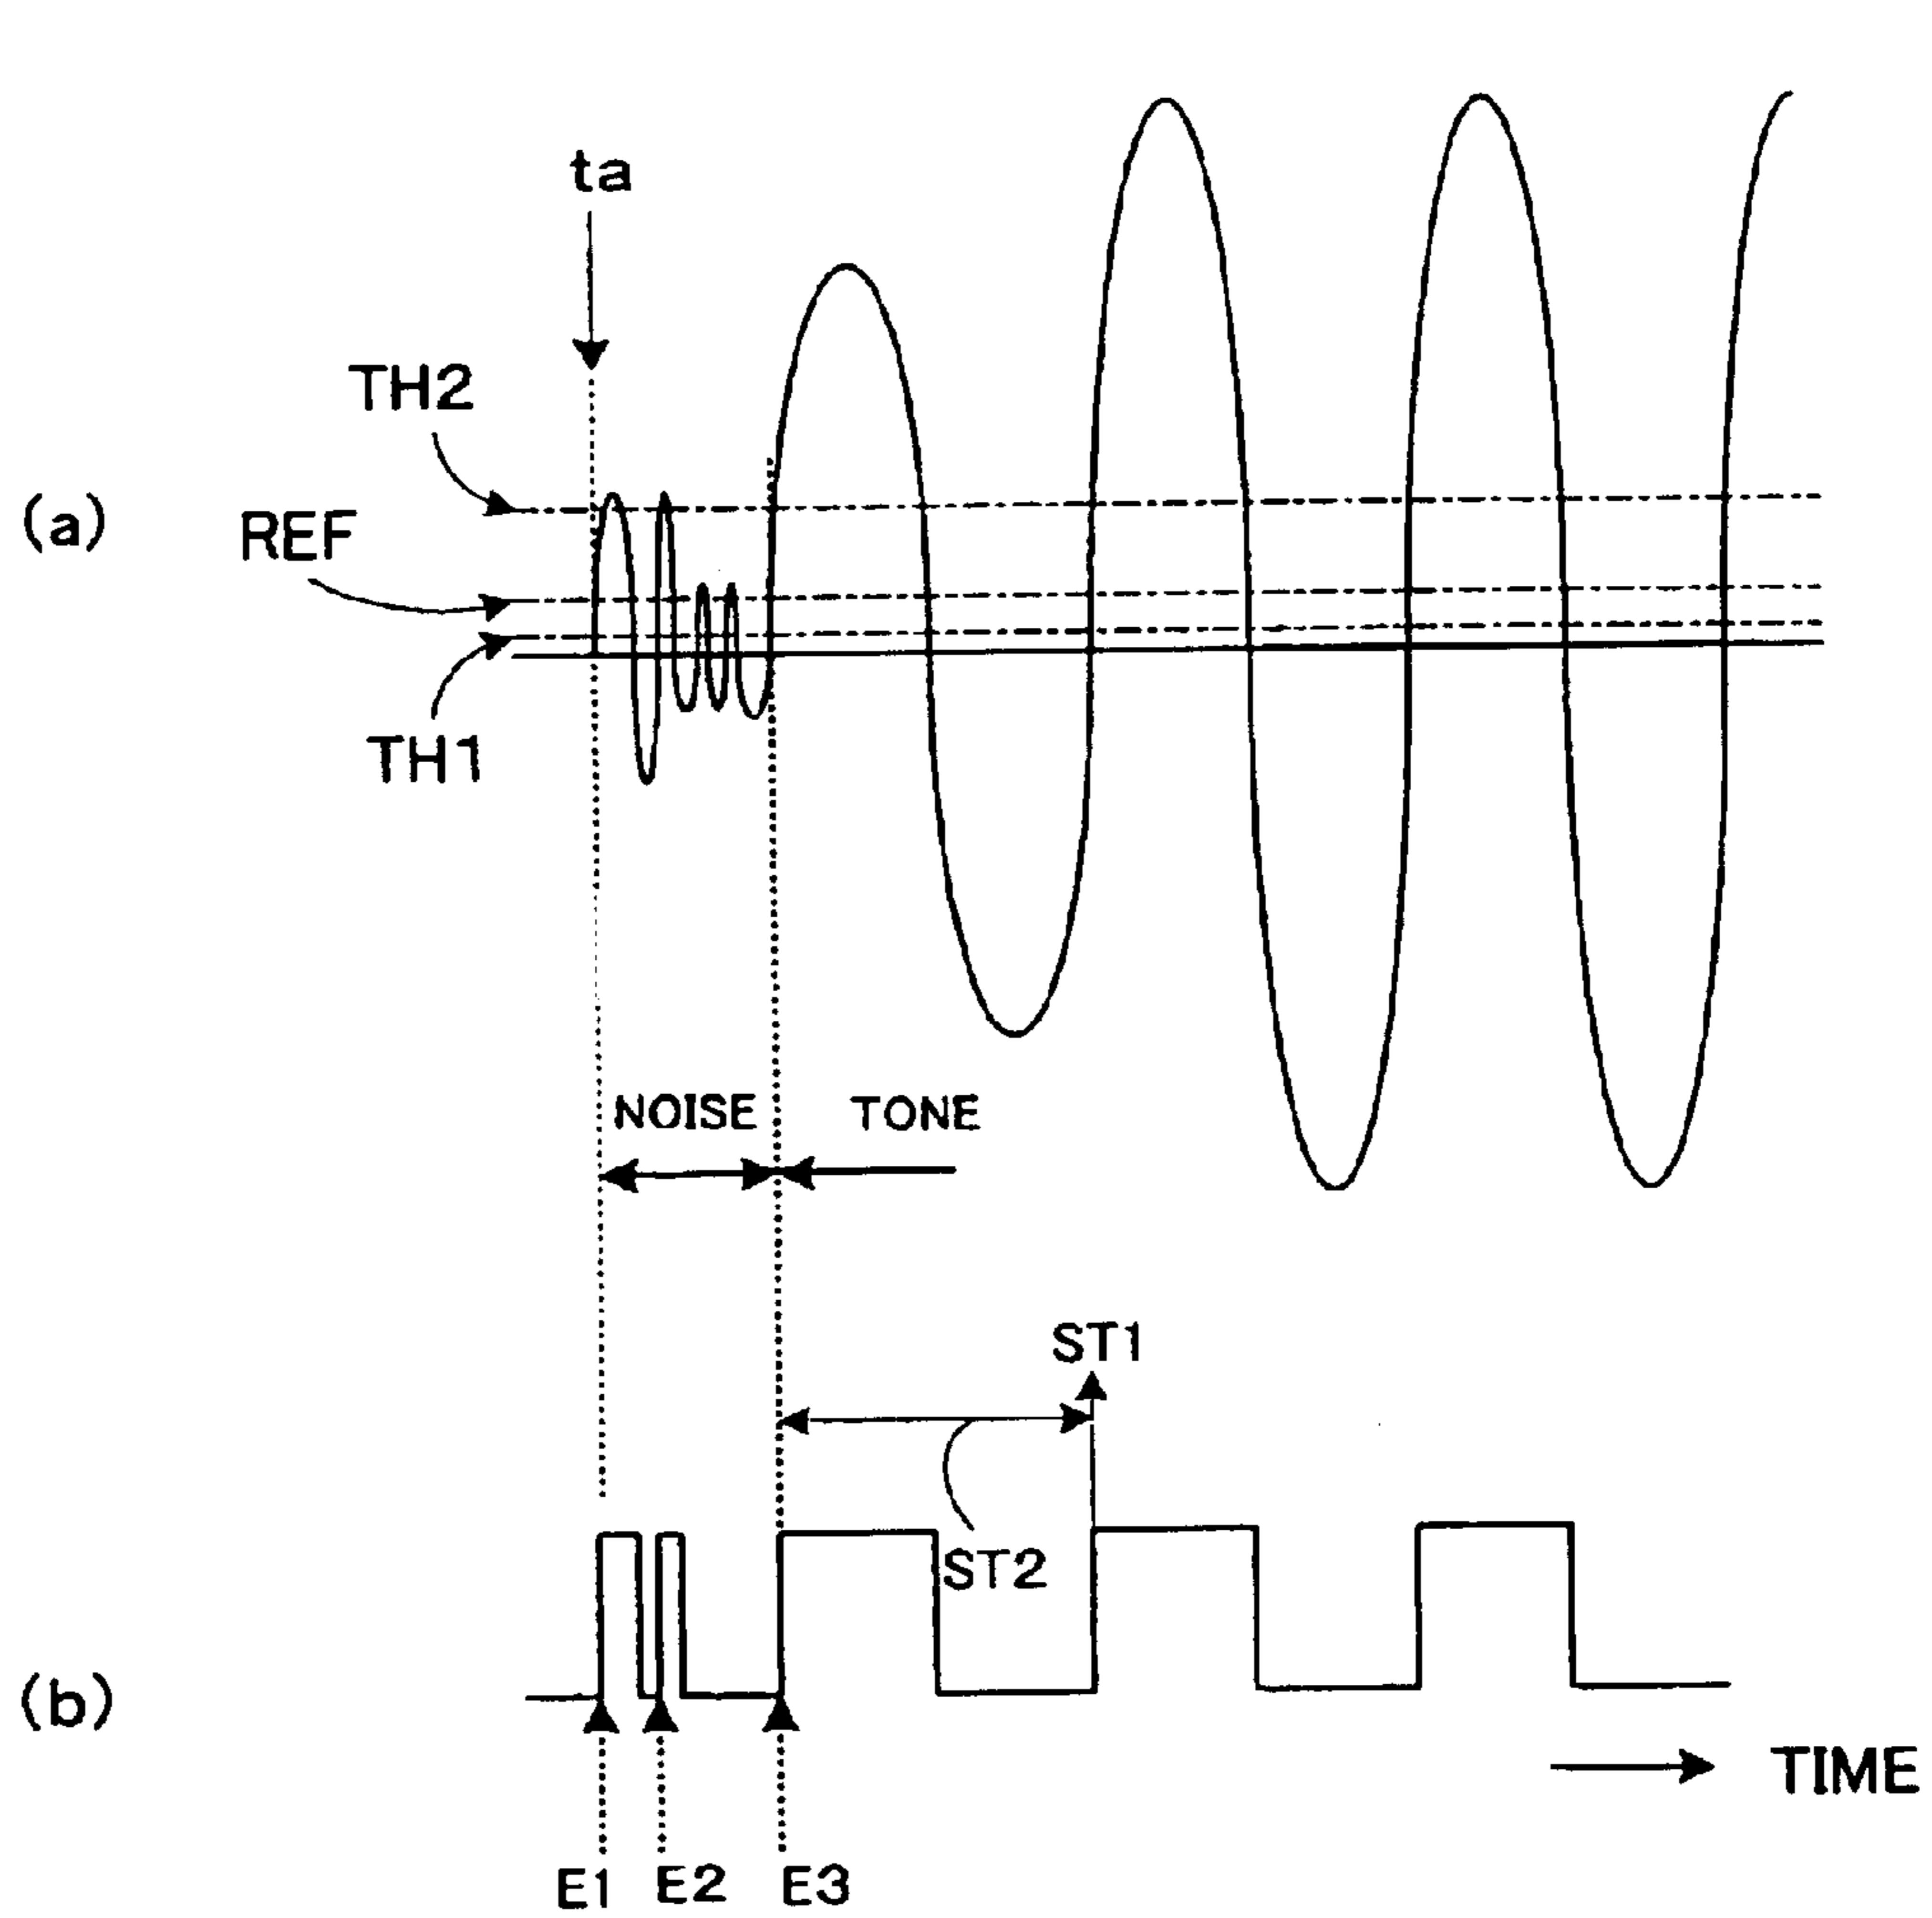 ta
TH2
(a)
REF
TH1
NOISE
TONE
ST1
ST2
(b)
TIME
E1
E2
E3